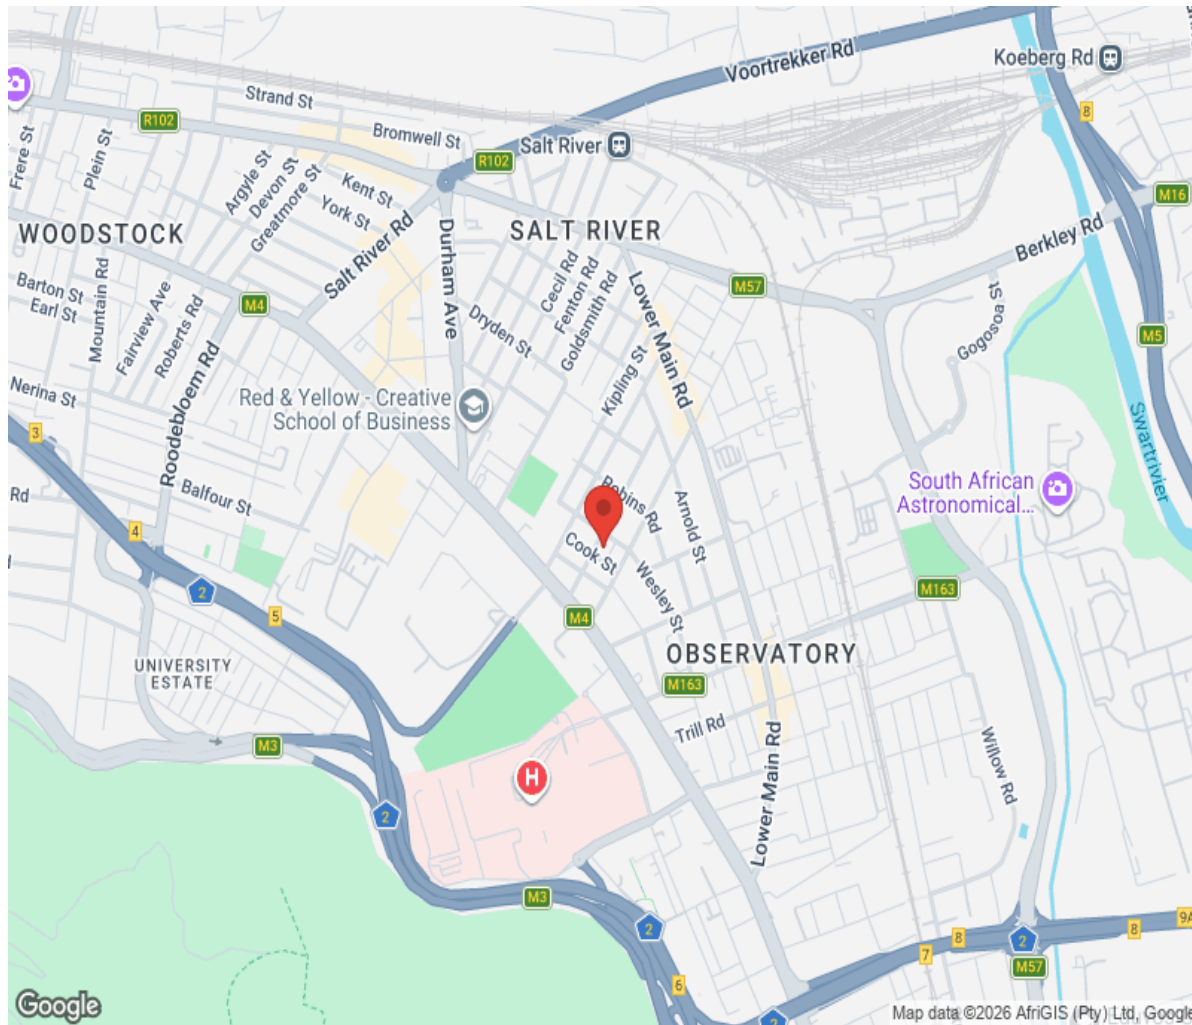 Voortrekker Rd
Koeberg Rd
Strand St
R102
Bromwell St
Salt River
R102
8
Frere St
Plein St
Argyle St
Devon St
Greatmore St
Kent St
York St
M16
WOODSTOCK
SALT RIVER
Salt River Rd
Durham Ave
Berkley Rd
Barton St
Earl St
Mountain Rd
Fairview Ave
Roberts Rd
M4
Cecil Rd
Fenton Rd
Goldsmith Rd
Dryden St
Lower Main Rd
M57
Gogosoa St
M5
Nerina St
Roodebloem Rd
Red & Yellow - Creative
School of Business
Kipling St
Swartrivier
3
Rd
Balfour St
Robins Rd
Arnold St
South African
Astronomical...
4
2
5
Cook St
Wesley St
M4
M163
UNIVERSITY
ESTATE
OBSERVATORY
M163
Trill Rd
M3
H
Lower Main Rd
Willow Rd
2
M3
2
6
7
8
2
8
9A
M57
2
Google
Map data ©2026 AfriGIS (Pty) Ltd, Google